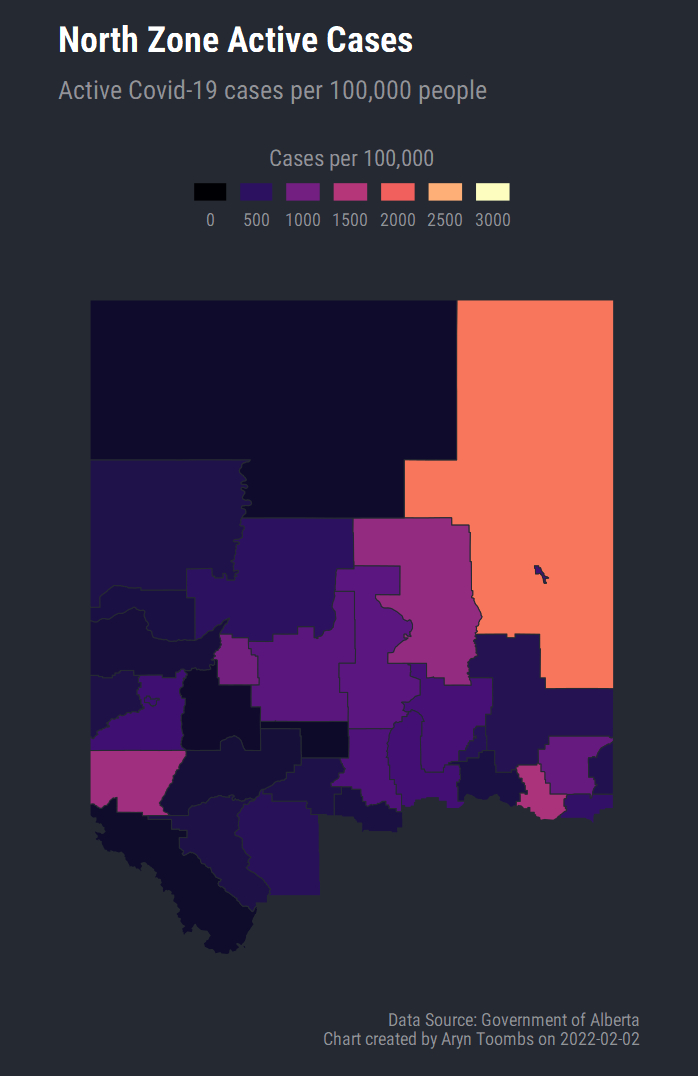 North Zone Active Cases
Active Covid-19 cases per 100,000 people
Cases per 100,000
0 500 1000 1500 2000 2500 3000
Data Source: Government of Alberta
Chart created by Aryn Toombs on 2022-02-02